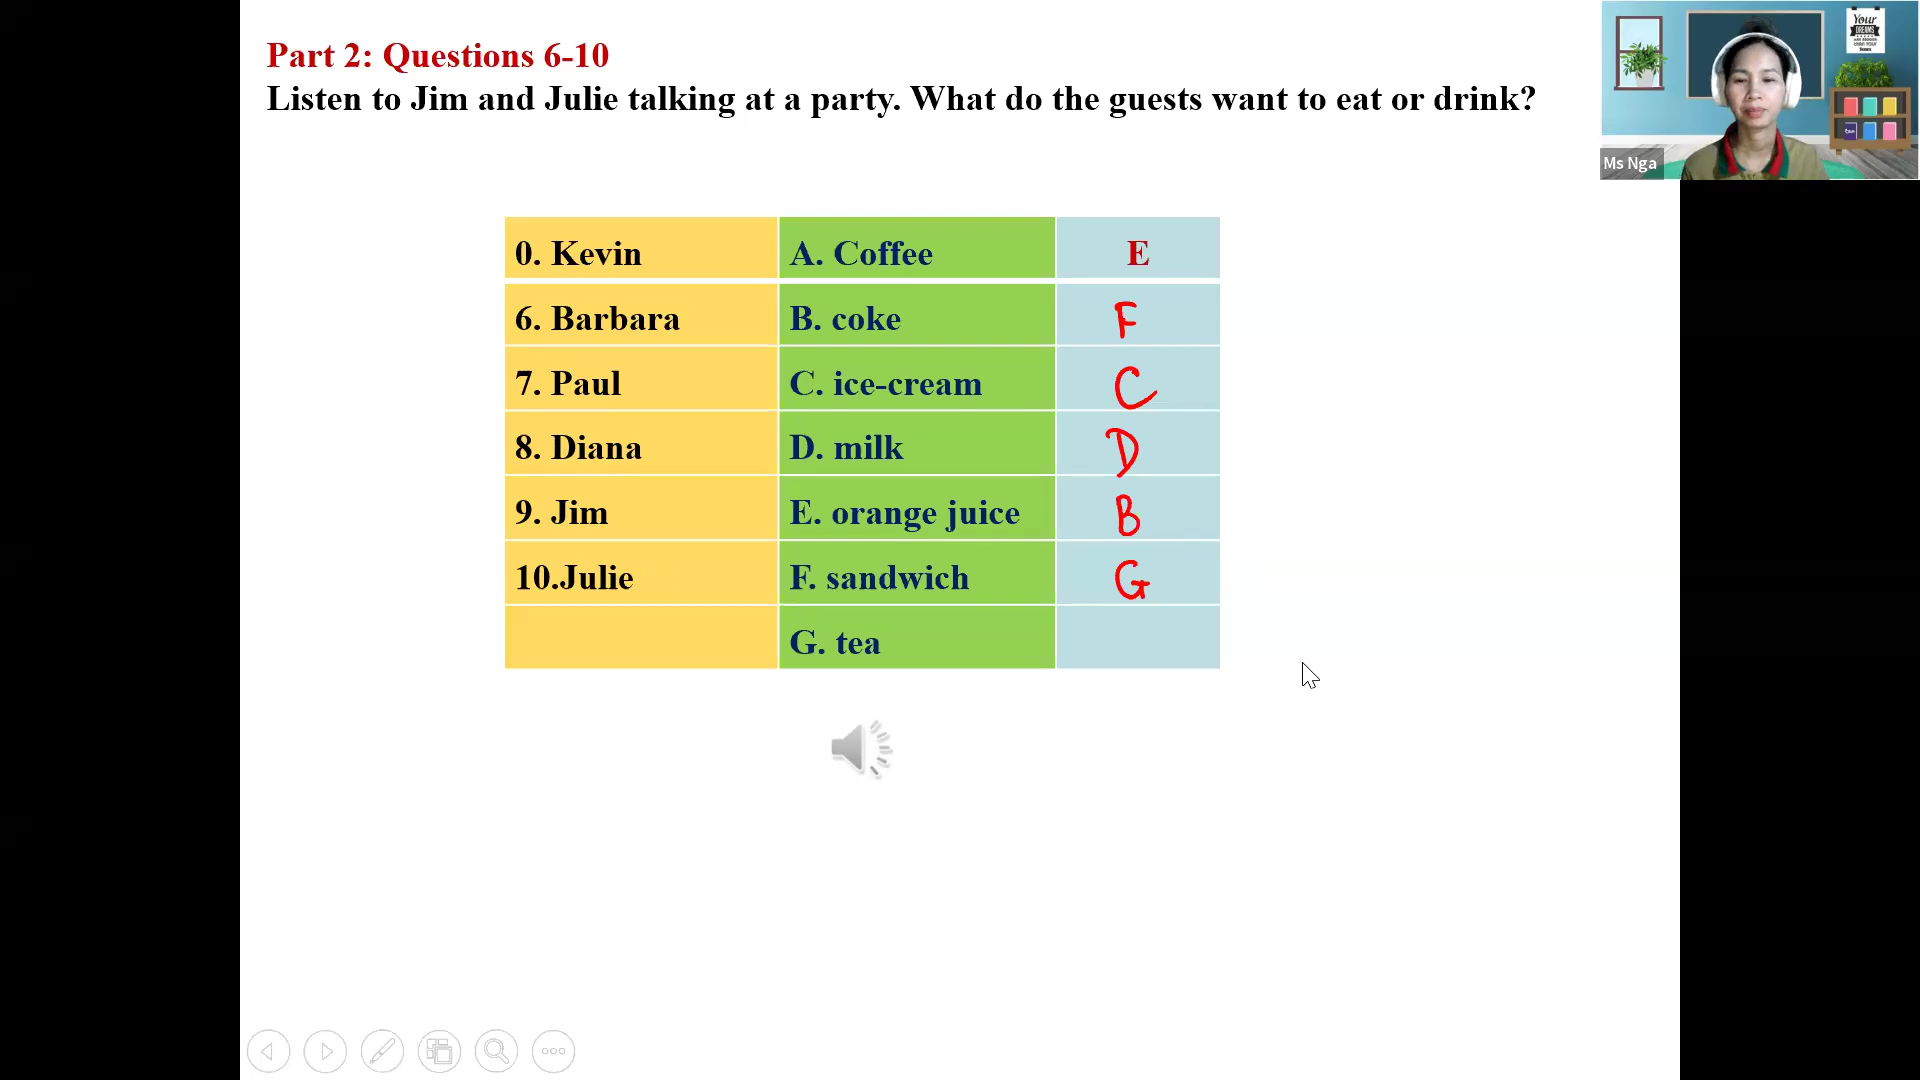 Part 2: Questions 6-10
Listen to Jim and Julie talking at a party. What do the guests want to eat or drink?
Your
DREAMS
Ms Nga
0. Kevin A. Coffee E
6. Barbara B. coke F
7. Paul C. ice-cream C
8. Diana D. milk D
9. Jim E. orange juice B
10.Julie F. sandwich G
G. tea